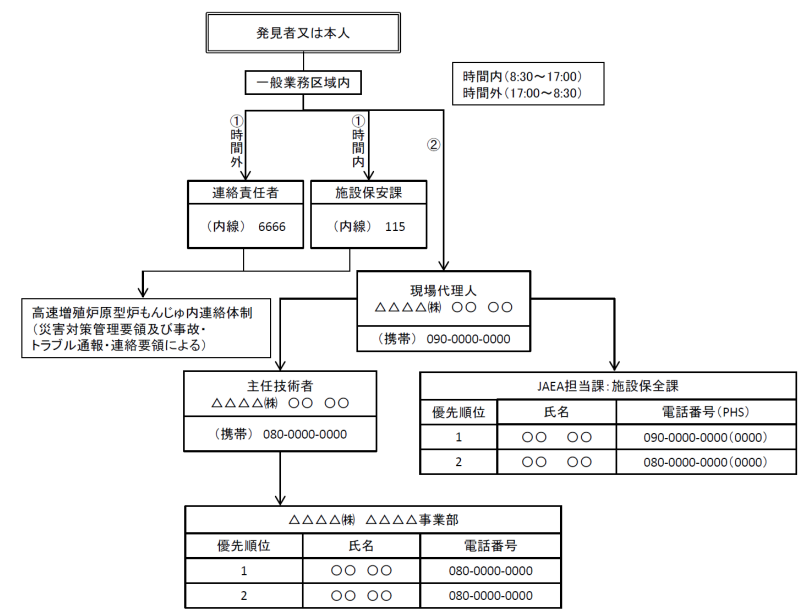 発見者又は本人
一般業務区域内
時間内(8:30～17:00)
時間外(17:00～8:30)
①時間外
①時間内
②
連絡責任者
(内線) 6666
施設保安課
(内線) 115
現場代理人
△△△△㈱ ○○ ○○
(携帯) 090-0000-0000
高速増殖炉原型炉もんじゅ内連絡体制
(災害対策管理要領及び事故・
トラブル通報・連絡要領による)
主任技術者
△△△△㈱ ○○ ○○
(携帯) 080-0000-0000
JAEA担当課:施設保全課
優先順位 氏名 電話番号(PHS)
1 ○○ ○○ 090-0000-0000(0000)
2 ○○ ○○ 080-0000-0000(0000)
△△△△㈱ △△△△事業部
優先順位 氏名 電話番号
1 ○○ ○○ 080-0000-0000
2 ○○ ○○ 080-0000-0000